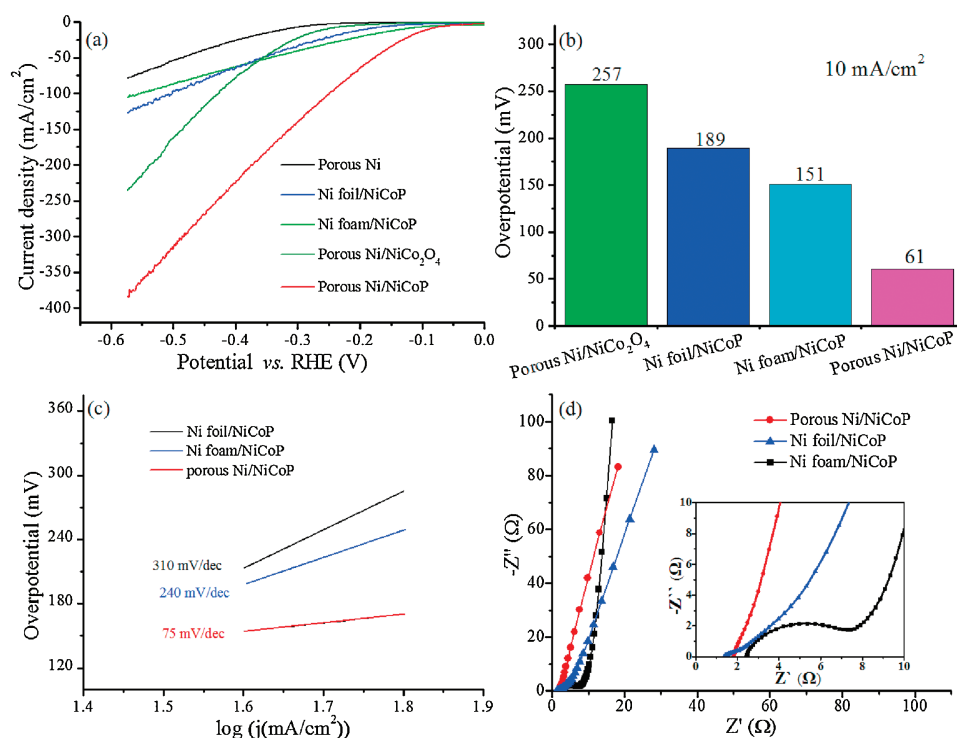 (a)
0
-50
-100
-150
-200
-250
-300
-350
-400
Current density (mA/cm²)
Porous Ni
Ni foil/NiCoP
Ni foam/NiCoP
Porous Ni/NiCo₂O₄
Porous Ni/NiCoP
-0.6 -0.5 -0.4 -0.3 -0.2 -0.1 0.0
Potential vs. RHE (V)
(b)
10 mA/cm²
300
250
200
150
100
50
0
Overpotential (mV)
257
189
151
61
Porous Ni/NiCo₂O₄
Ni foil/NiCoP
Ni foam/NiCoP
Porous Ni/NiCoP
(c)
360
300
240
180
120
Overpotential (mV)
Ni foil/NiCoP
Ni foam/NiCoP
porous Ni/NiCoP
310 mV/dec
240 mV/dec
75 mV/dec
1.4 1.5 1.6 1.7 1.8 1.9
log (j(mA/cm²))
(d)
100
80
60
40
20
0
-Z'' (Ω)
Porous Ni/NiCoP
Ni foil/NiCoP
Ni foam/NiCoP
10
8
6
4
2
0
-Z`` (Ω)
0 2 4 6 8 10
Z` (Ω)
0 20 40 60 80 100
Z' (Ω)